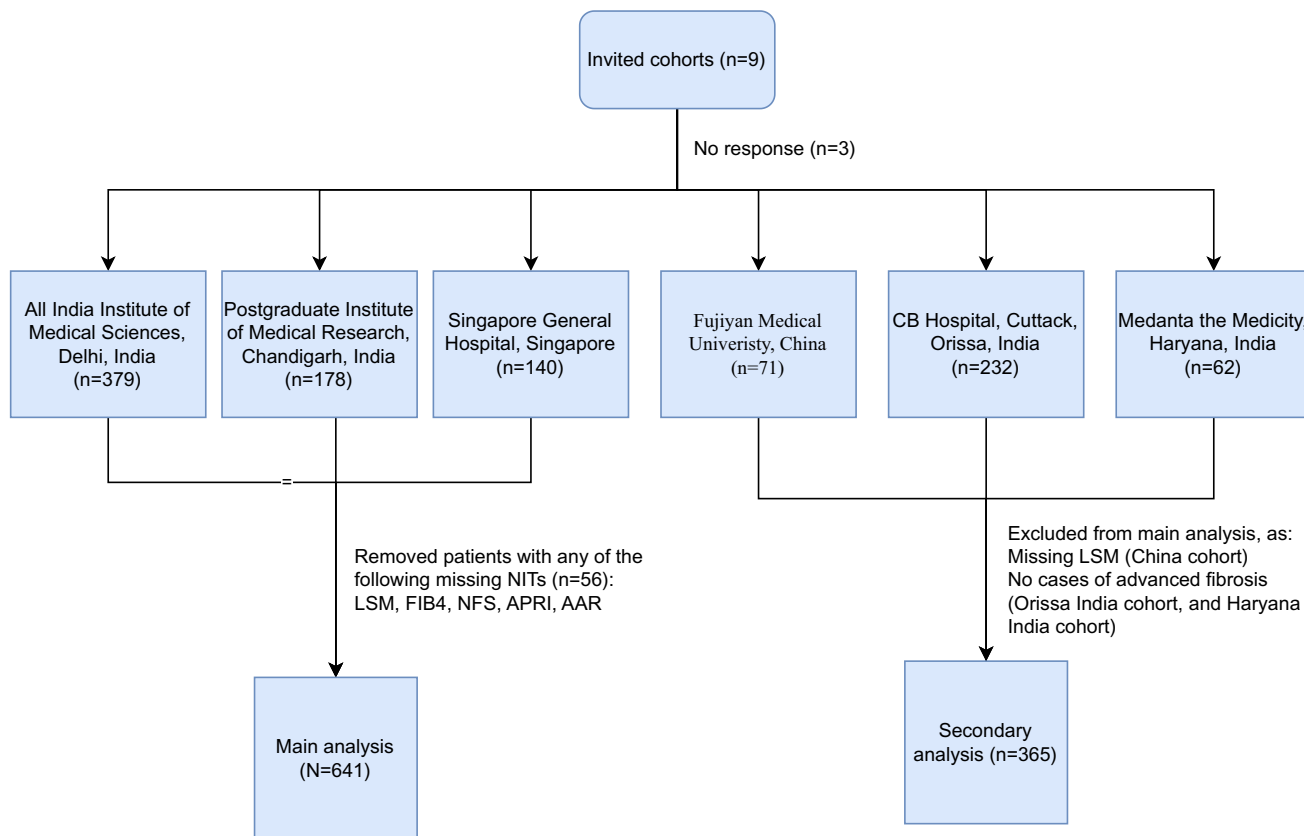 Invited cohorts (n=9)
No response (n=3)
All India Institute of
Medical Sciences,
Delhi, India
(n=379)
Postgraduate Institute
of Medical Research,
Chandigarh, India
(n=178)
Singapore General
Hospital, Singapore
(n=140)
Fujiyan Medical
Univeristy, China
(n=71)
CB Hospital, Cuttack,
Orissa, India
(n=232)
Medanta the Medicity,
Haryana, India
(n=62)
=
Removed patients with any of the
following missing NITs (n=56):
LSM, FIB4, NFS, APRI, AAR
Excluded from main analysis, as:
Missing LSM (China cohort)
No cases of advanced fibrosis
(Orissa India cohort, and Haryana
India cohort)
Main analysis
(N=641)
Secondary
analysis (n=365)